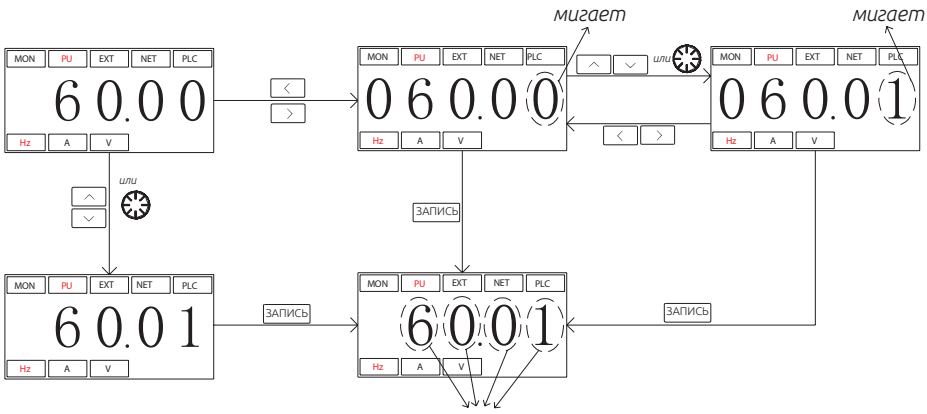 мигает
мигает
MON PU EXT NET PLC
60.00
Hz A V
MON PU EXT NET PLC
060.00
Hz A V
или
MON PU EXT NET PLC
060.01
Hz A V
или
ЗАПИСЬ
MON PU EXT NET PLC
60.01
Hz A V
ЗАПИСЬ
MON PU EXT NET PLC
60.01
Hz A V
ЗАПИСЬ